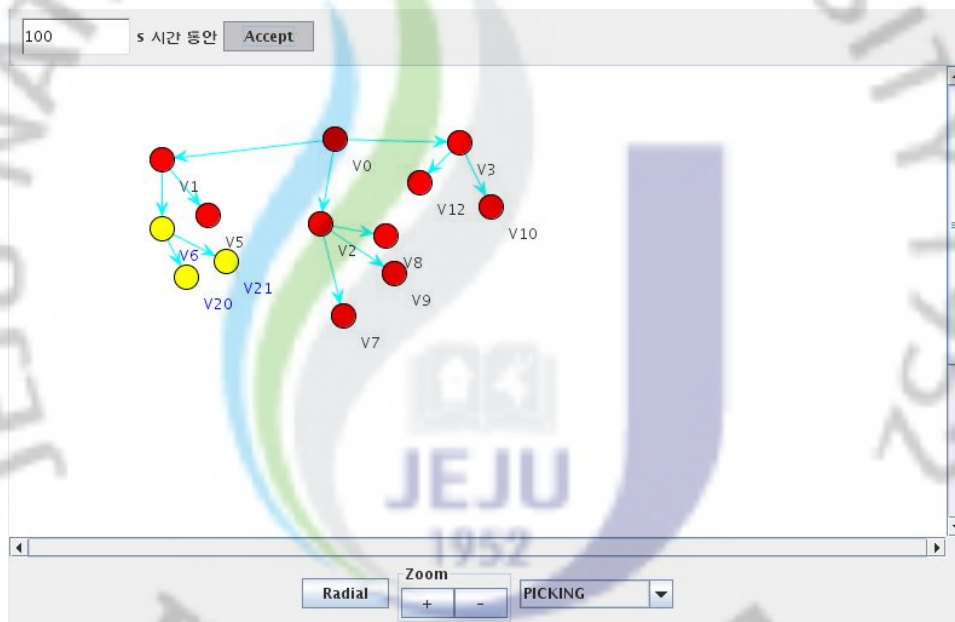 100 s 시간 동안 Accept
V0
V3
V1
V12
V5
V10
V2
V6
V8
V21
V9
V20
V7
JEJU
1952
Zoom
Radial + - PICKING